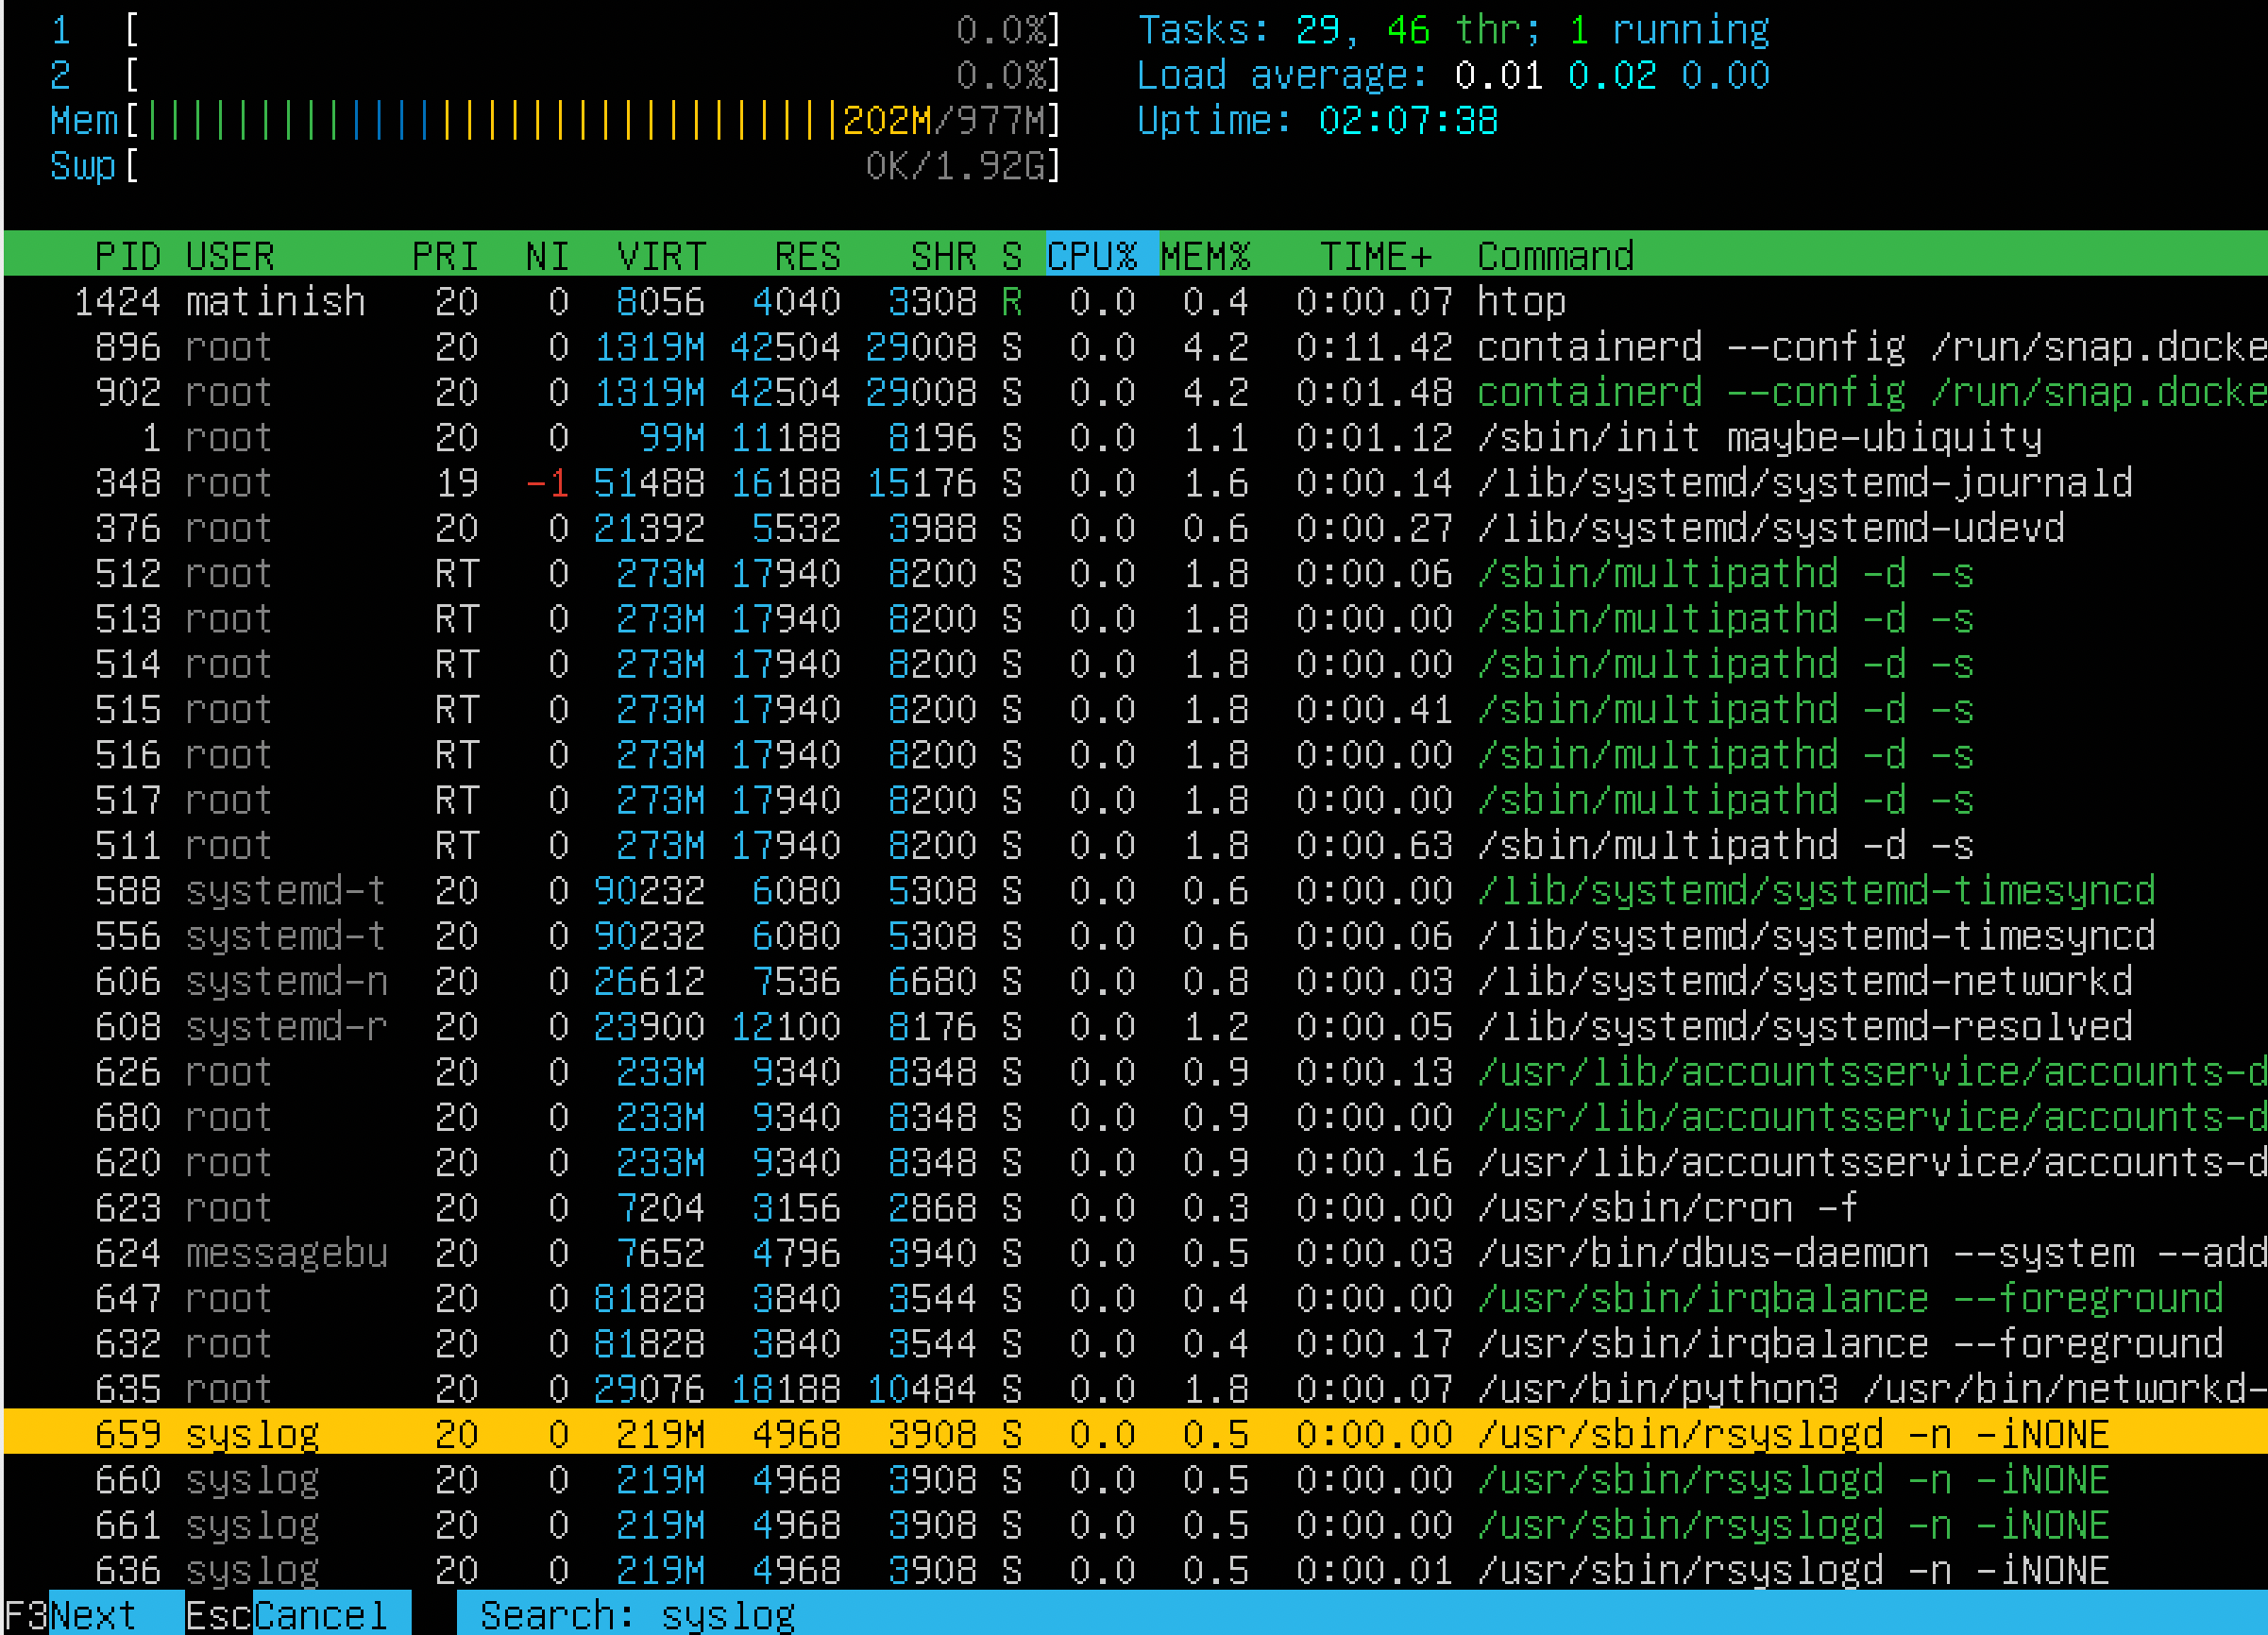 1  [ 0.0%]  Tasks: 29, 46 thr; 1 running
2  [ 0.0%]  Load average: 0.01 0.02 0.00
Mem[|||||||||||||||||||||||||||||||202M/977M]  Uptime: 02:07:38
Swp[ 0K/1.92G]
PID USER PRI NI VIRT RES SHR S CPU% MEM% TIME+ Command
1424 matinish 20 0 8056 4040 3308 R 0.0 0.4 0:00.07 htop
896 root 20 0 1319M 42504 29008 S 0.0 4.2 0:11.42 containerd --config /run/snap.docke
902 root 20 0 1319M 42504 29008 S 0.0 4.2 0:01.48 containerd --config /run/snap.docke
1 root 20 0 99M 11188 8196 S 0.0 1.1 0:01.12 /sbin/init maybe-ubiquity
348 root 19 -1 51488 16188 15176 S 0.0 1.6 0:00.14 /lib/systemd/systemd-journald
376 root 20 0 21392 5532 3988 S 0.0 0.6 0:00.27 /lib/systemd/systemd-udevd
512 root RT 0 273M 17940 8200 S 0.0 1.8 0:00.06 /sbin/multipathd -d -s
513 root RT 0 273M 17940 8200 S 0.0 1.8 0:00.00 /sbin/multipathd -d -s
514 root RT 0 273M 17940 8200 S 0.0 1.8 0:00.00 /sbin/multipathd -d -s
515 root RT 0 273M 17940 8200 S 0.0 1.8 0:00.41 /sbin/multipathd -d -s
516 root RT 0 273M 17940 8200 S 0.0 1.8 0:00.00 /sbin/multipathd -d -s
517 root RT 0 273M 17940 8200 S 0.0 1.8 0:00.00 /sbin/multipathd -d -s
511 root RT 0 273M 17940 8200 S 0.0 1.8 0:00.63 /sbin/multipathd -d -s
588 systemd-t 20 0 90232 6080 5308 S 0.0 0.6 0:00.00 /lib/systemd/systemd-timesyncd
556 systemd-t 20 0 90232 6080 5308 S 0.0 0.6 0:00.06 /lib/systemd/systemd-timesyncd
606 systemd-n 20 0 26612 7536 6680 S 0.0 0.8 0:00.03 /lib/systemd/systemd-networkd
608 systemd-r 20 0 23900 12100 8176 S 0.0 1.2 0:00.05 /lib/systemd/systemd-resolved
626 root 20 0 233M 9340 8348 S 0.0 0.9 0:00.13 /usr/lib/accountsservice/accounts-d
680 root 20 0 233M 9340 8348 S 0.0 0.9 0:00.00 /usr/lib/accountsservice/accounts-d
620 root 20 0 233M 9340 8348 S 0.0 0.9 0:00.16 /usr/lib/accountsservice/accounts-d
623 root 20 0 7204 3156 2868 S 0.0 0.3 0:00.00 /usr/sbin/cron -f
624 messagebu 20 0 7652 4796 3940 S 0.0 0.5 0:00.03 /usr/bin/dbus-daemon --system --add
647 root 20 0 81828 3840 3544 S 0.0 0.4 0:00.00 /usr/sbin/irqbalance --foreground
632 root 20 0 81828 3840 3544 S 0.0 0.4 0:00.17 /usr/sbin/irqbalance --foreground
635 root 20 0 29076 18188 10484 S 0.0 1.8 0:00.07 /usr/bin/python3 /usr/bin/networkd-
659 syslog 20 0 219M 4968 3908 S 0.0 0.5 0:00.00 /usr/sbin/rsyslogd -n -iNONE
660 syslog 20 0 219M 4968 3908 S 0.0 0.5 0:00.00 /usr/sbin/rsyslogd -n -iNONE
661 syslog 20 0 219M 4968 3908 S 0.0 0.5 0:00.00 /usr/sbin/rsyslogd -n -iNONE
636 syslog 20 0 219M 4968 3908 S 0.0 0.5 0:00.01 /usr/sbin/rsyslogd -n -iNONE
F3Next  EscCancel  Search: syslog